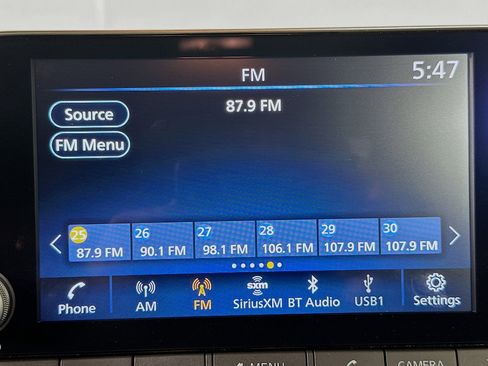 FM 5:47
87.9 FM
Source
FM Menu
25 26 27 28 29 30
87.9 FM 90.1 FM 98.1 FM 106.1 FM 107.9 FM 107.9 FM
Phone AM FM sxm SiriusXM BT Audio USB1 Settings
MENU CAMERA